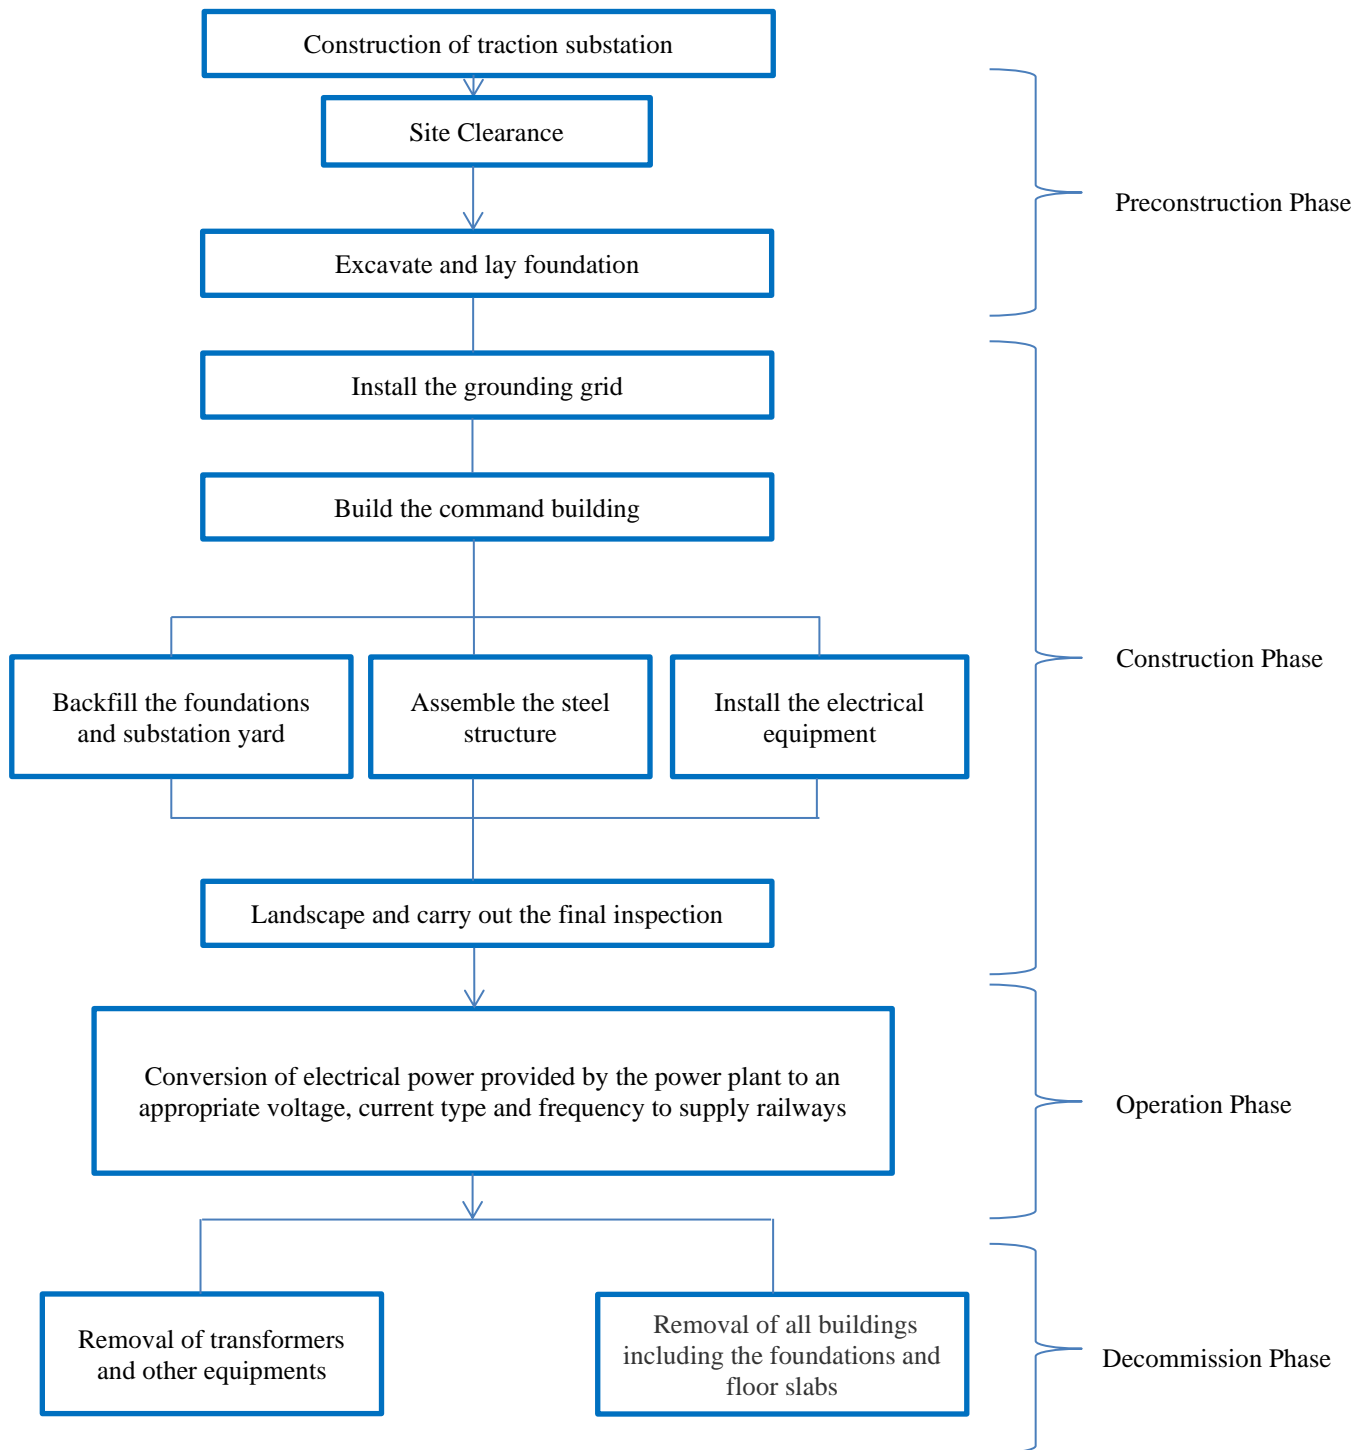 Construction of traction substation
Site Clearance
Preconstruction Phase
Excavate and lay foundation
Install the grounding grid
Build the command building
Backfill the foundations
and substation yard
Assemble the steel
structure
Install the electrical
equipment
Construction Phase
Landscape and carry out the final inspection
Conversion of electrical power provided by the power plant to an
appropriate voltage, current type and frequency to supply railways
Operation Phase
Removal of transformers
and other equipments
Removal of all buildings
including the foundations and
floor slabs
Decommission Phase